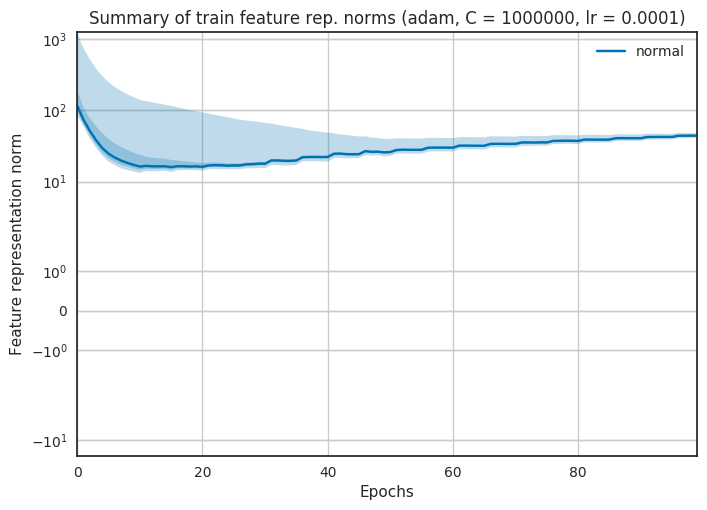 Summary of train feature rep. norms (adam, C = 1000000, lr = 0.0001)
normal
Feature representation norm
10³
10²
10¹
10⁰
0
−10⁰
−10¹
0 20 40 60 80
Epochs